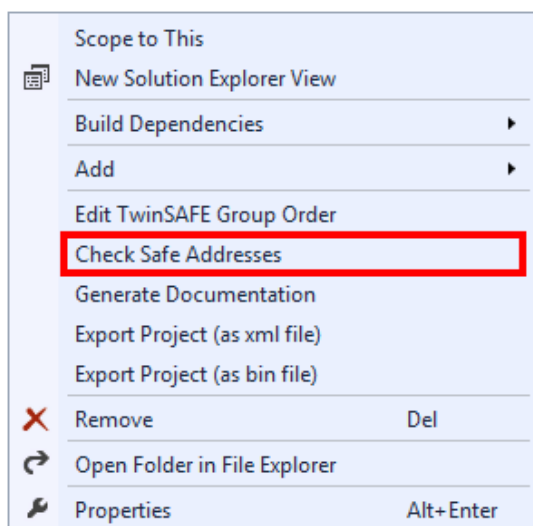 Scope to This
New Solution Explorer View
Build Dependencies
Add
Edit TwinSAFE Group Order
Check Safe Addresses
Generate Documentation
Export Project (as xml file)
Export Project (as bin file)
Remove Del
Open Folder in File Explorer
Properties Alt+Enter